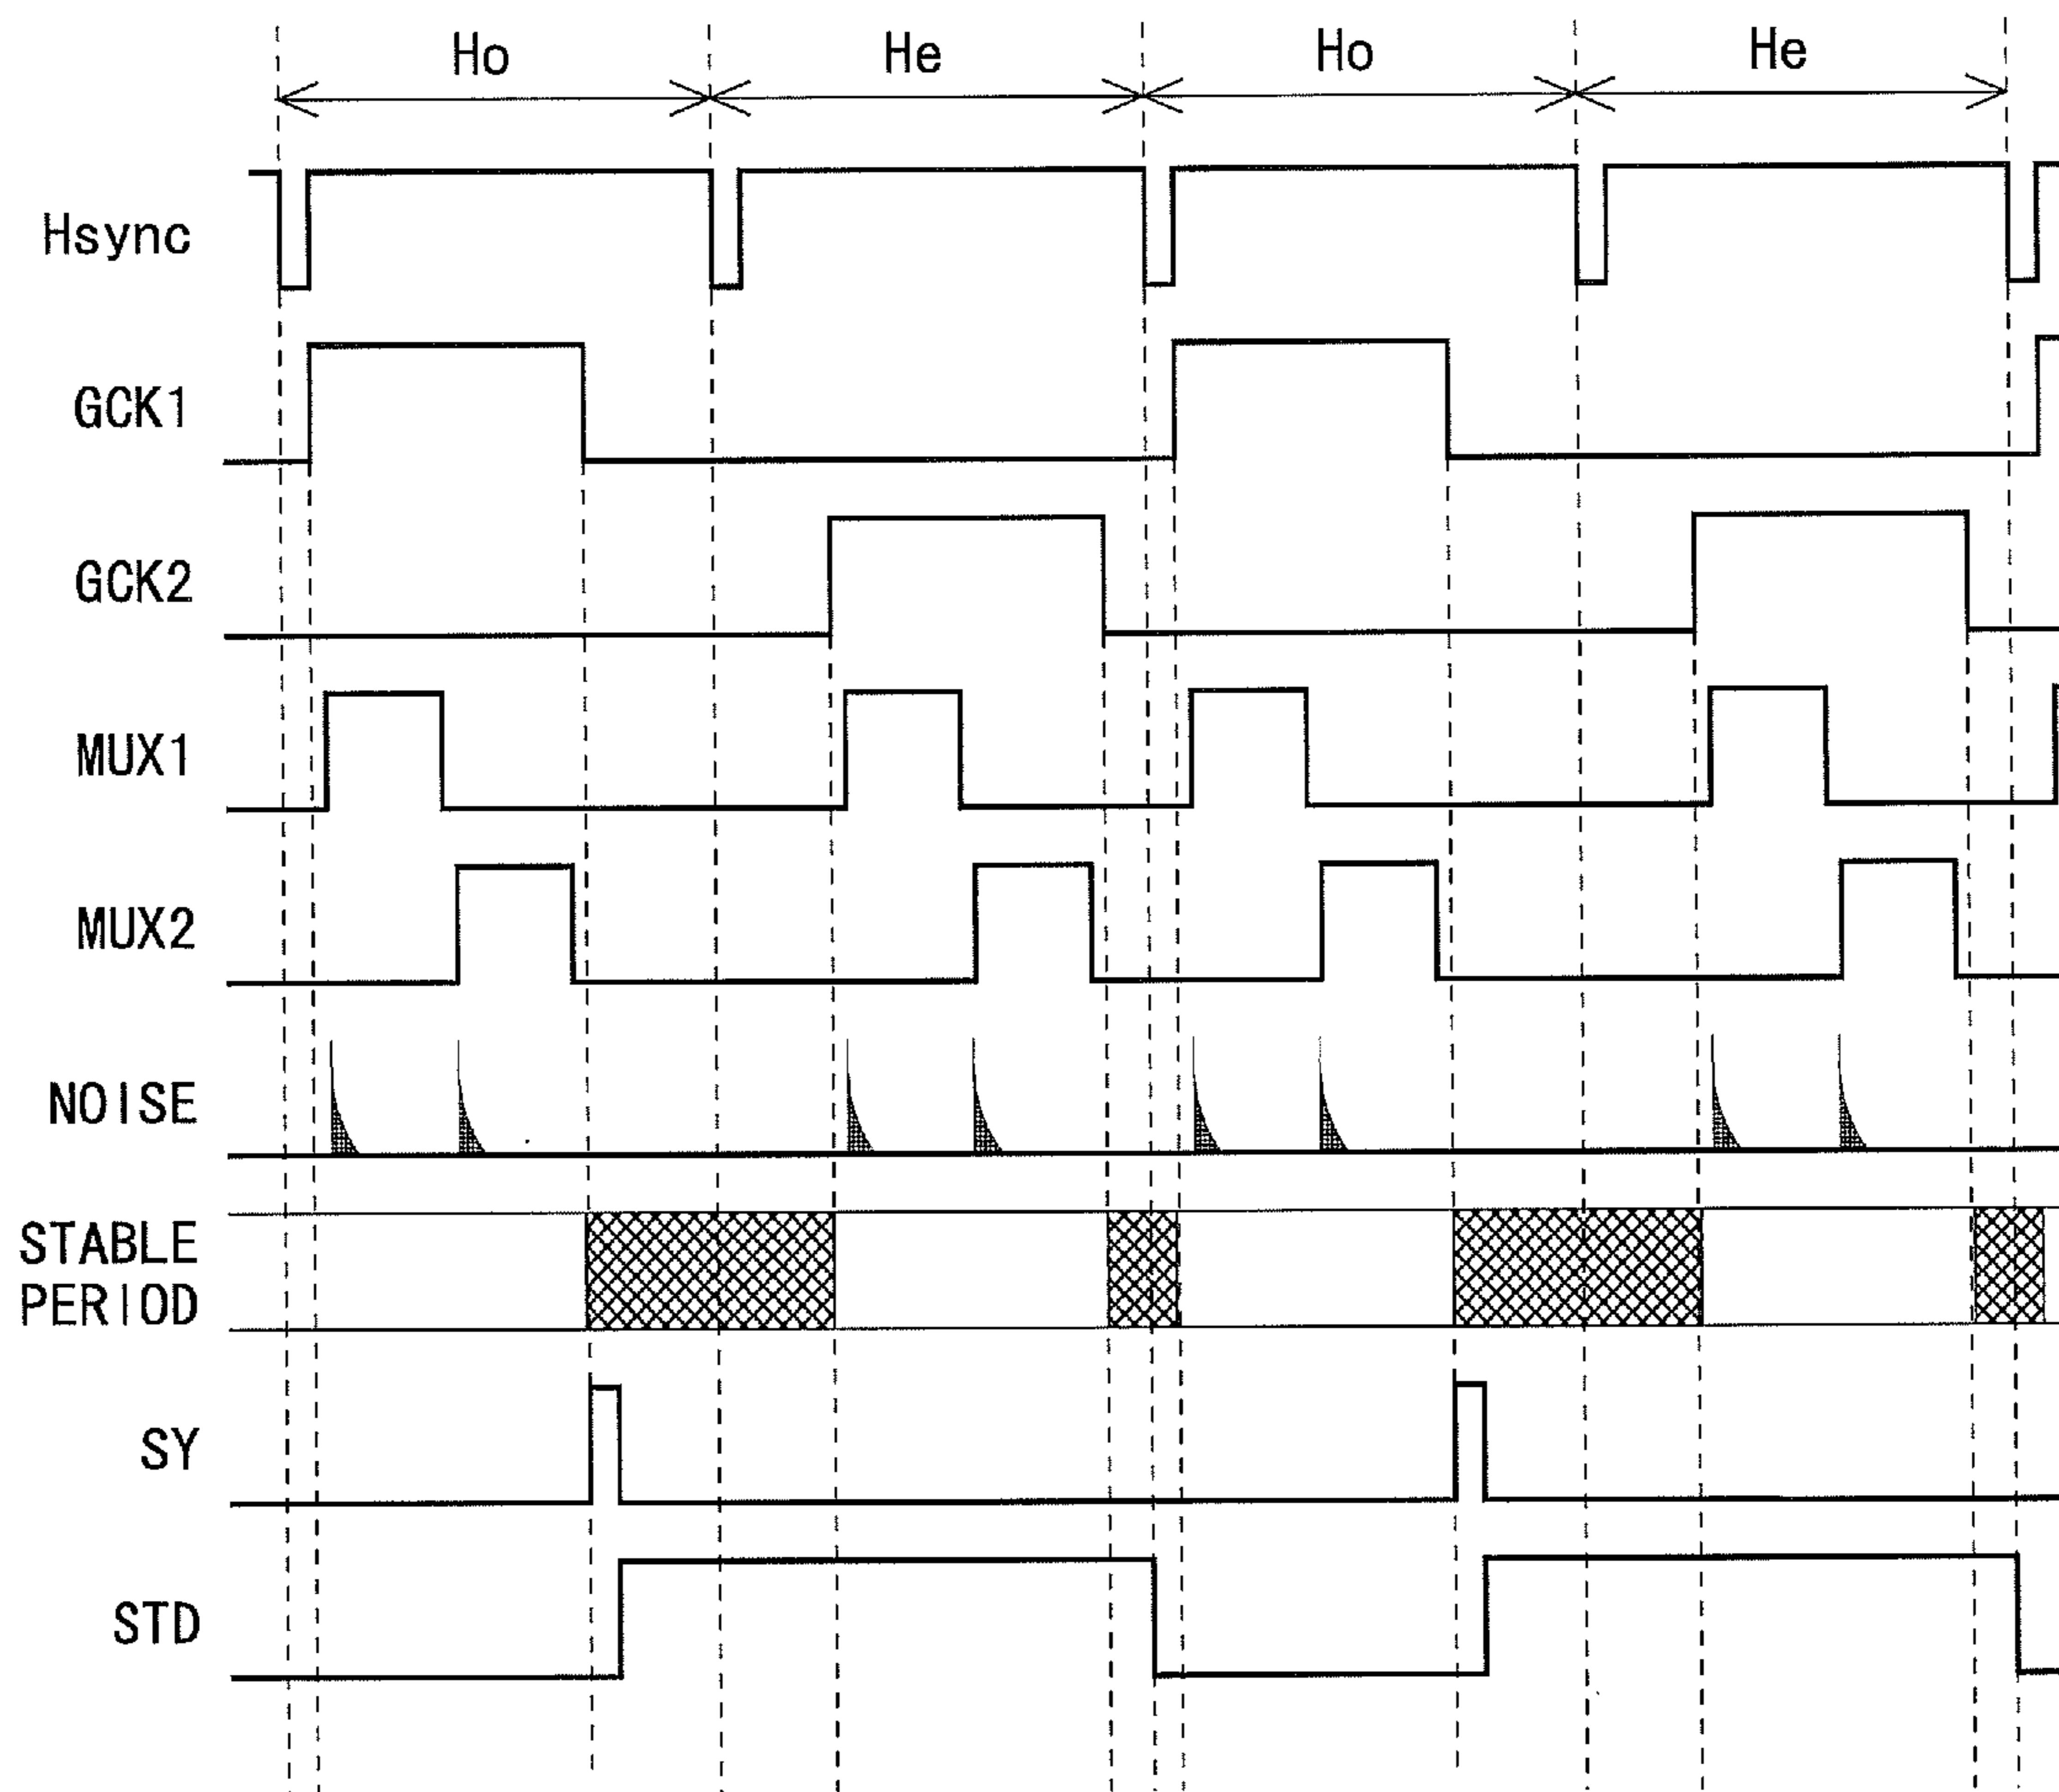 Ho He Ho He
Hsync
GCK1
GCK2
MUX1
MUX2
NOISE
STABLE
PERIOD
SY
STD